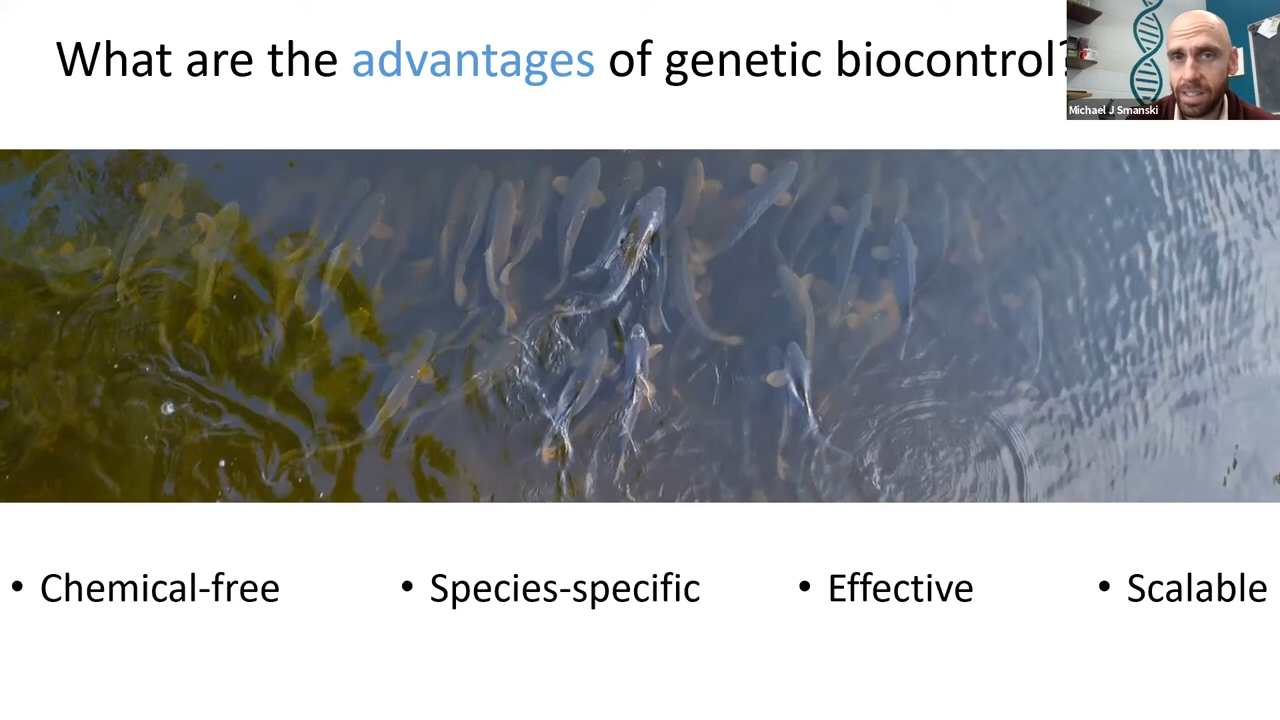 What are the advantages of genetic biocontrol?
Michael J Smanski
• Chemical-free
• Species-specific
• Effective
• Scalable